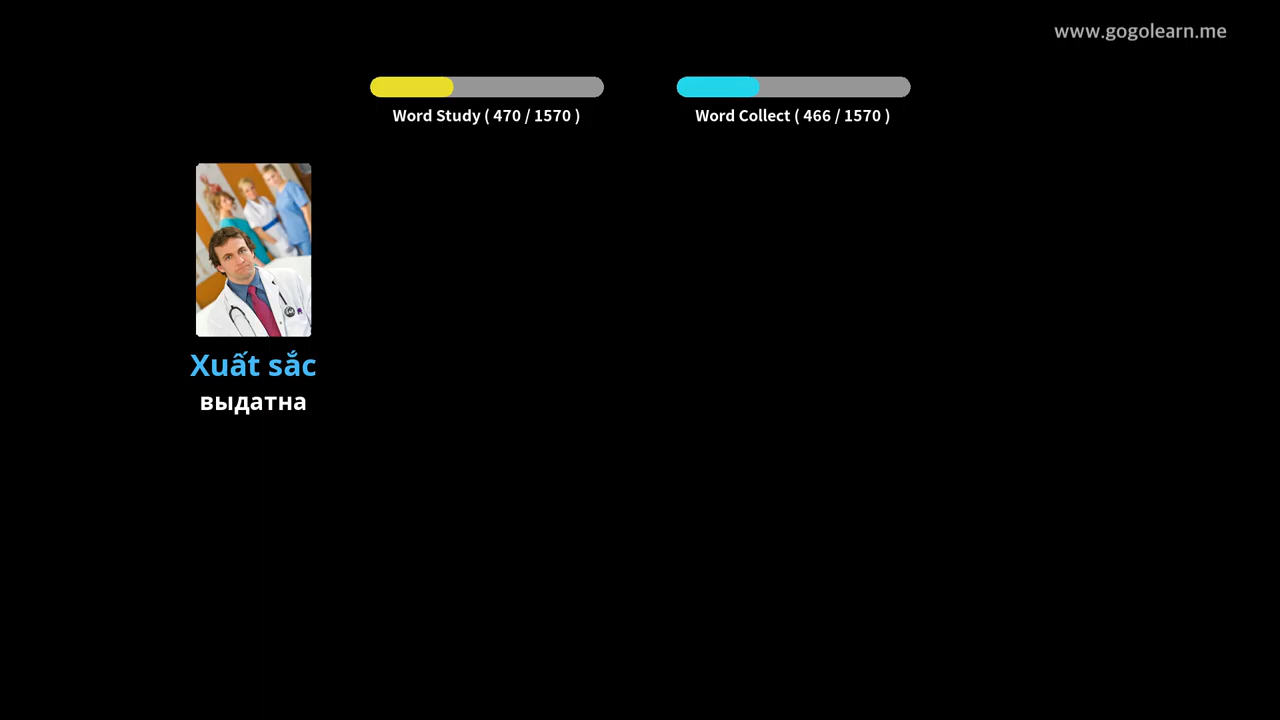 www.gogolearn.me
Word Study ( 470 / 1570 )
Word Collect ( 466 / 1570 )
Xuất sắc
выдатна